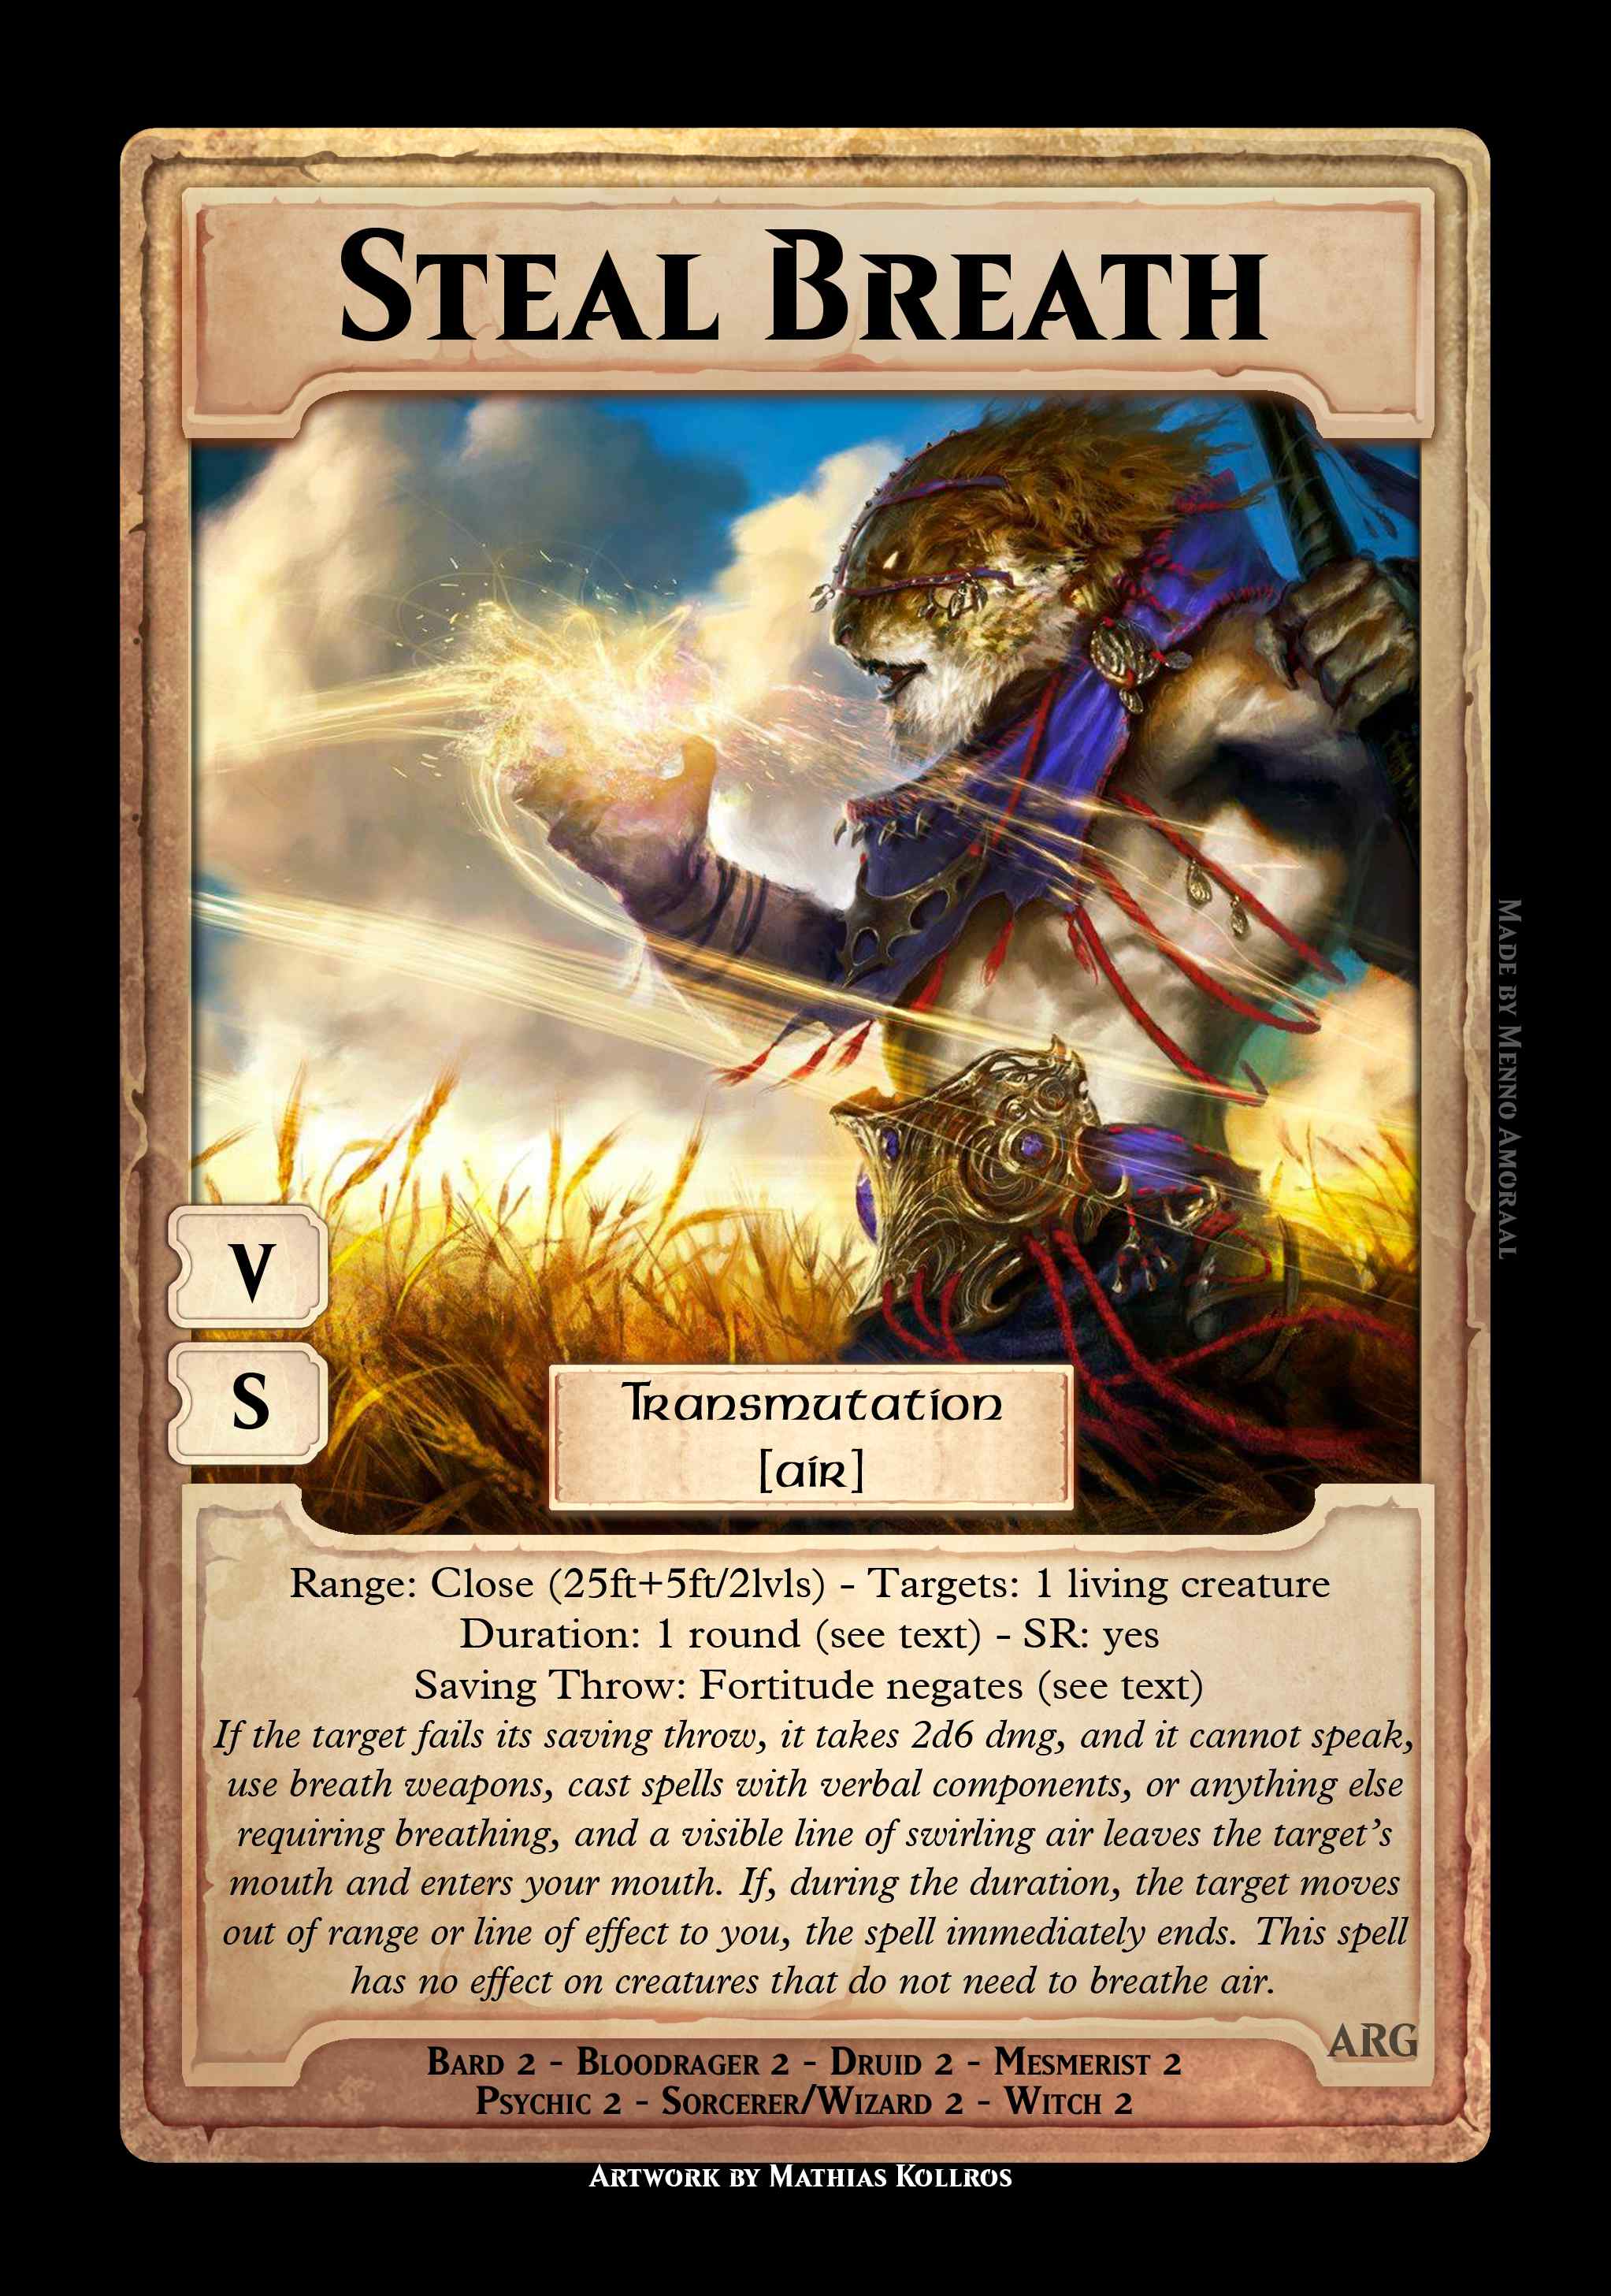 Steal Breath
V
S
Transmutation
[air]
Range: Close (25ft+5ft/2lvls) - Targets: 1 living creature
Duration: 1 round (see text) - SR: yes
Saving Throw: Fortitude negates (see text)
If the target fails its saving throw, it takes 2d6 dmg, and it cannot speak,
use breath weapons, cast spells with verbal components, or anything else
requiring breathing, and a visible line of swirling air leaves the target's
mouth and enters your mouth. If, during the duration, the target moves
out of range or line of effect to you, the spell immediately ends. This spell
has no effect on creatures that do not need to breathe air.
ARG
Bard 2 - Bloodrager 2 - Druid 2 - Mesmerist 2
Psychic 2 - Sorcerer/Wizard 2 - Witch 2
Artwork by Mathias Kollros
Made by Menno Amoraal